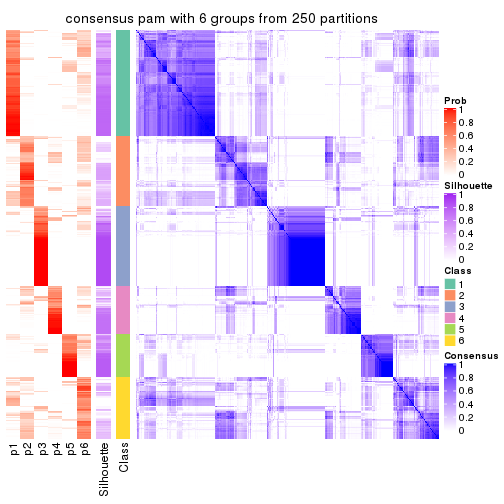 consensus pam with 6 groups from 250 partitions
Prob
1
0.8
0.6
0.4
0.2
0
Silhouette
1
0.8
0.6
0.4
0.2
0
Class
1
2
3
4
5
6
Consensus
1
0.8
0.6
0.4
0.2
0
p1
p2
p3
p4
p5
p6
Silhouette
Class